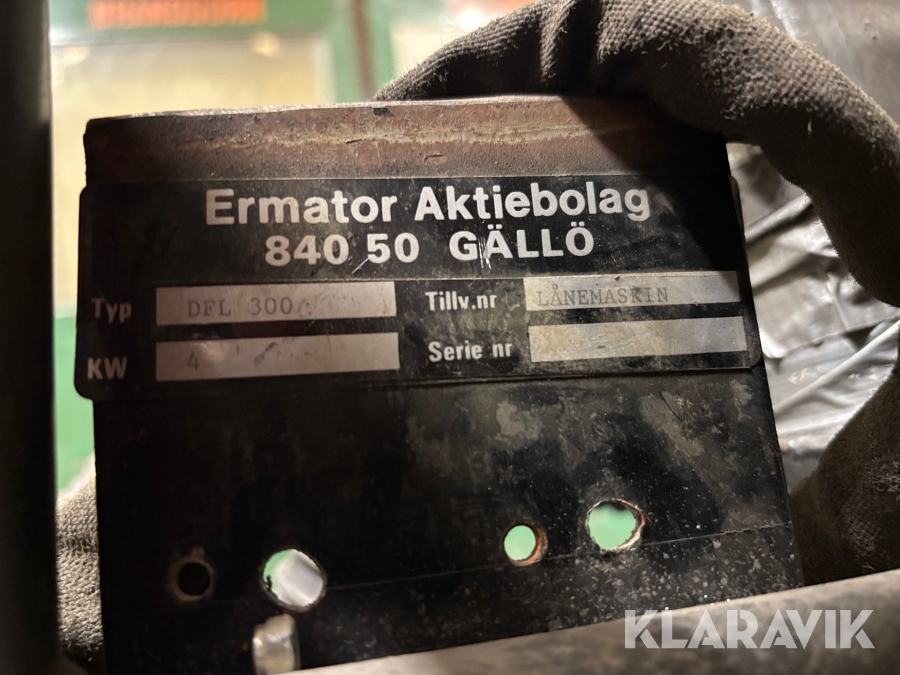 Ermator Aktiebolag
840 50 GÄLLÖ
Typ DFL 300 Tillv.nr LÅNEMASKIN
KW 4 Serie nr
KLARAVIK